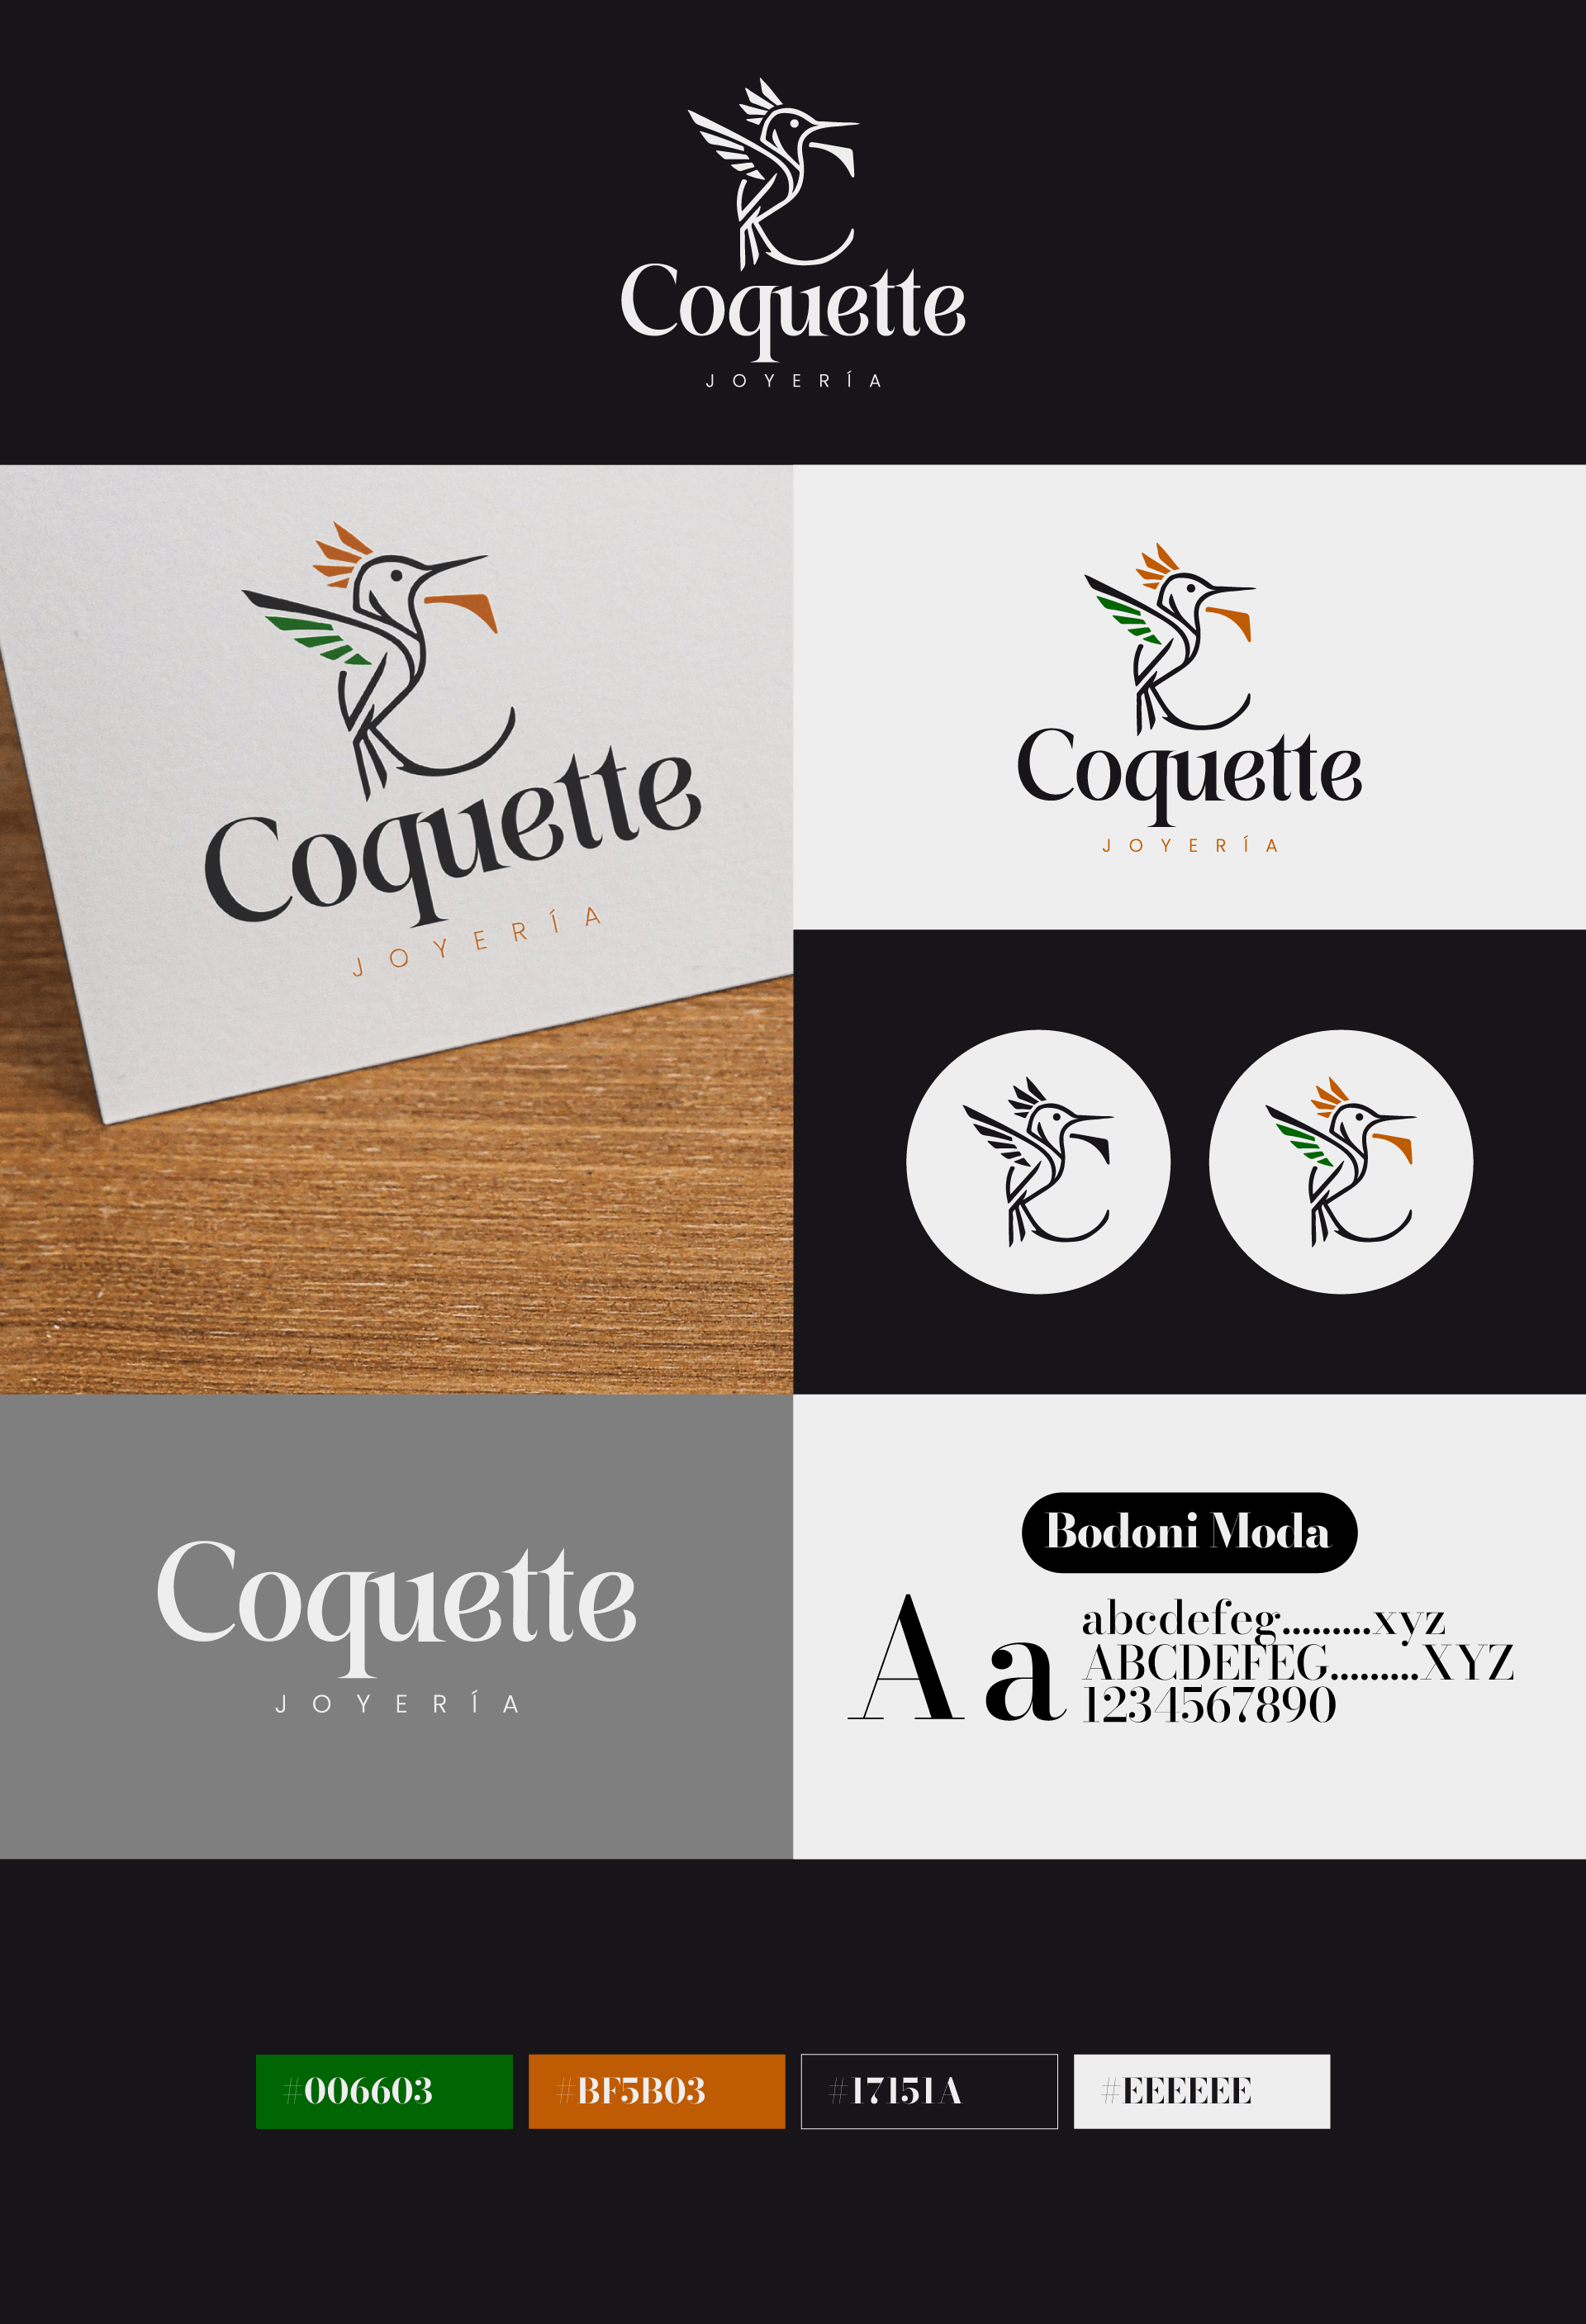 Coquette
JOYERÍA
Coquette
JOYERÍA
Coquette
JOYERÍA
Coquette
JOYERÍA
Bodoni Moda
Aa
abcdefeg.........xyz
ABCDEFEG.........XYZ
1234567890
#006603
#BF5B03
#17151A
#EEEEEE